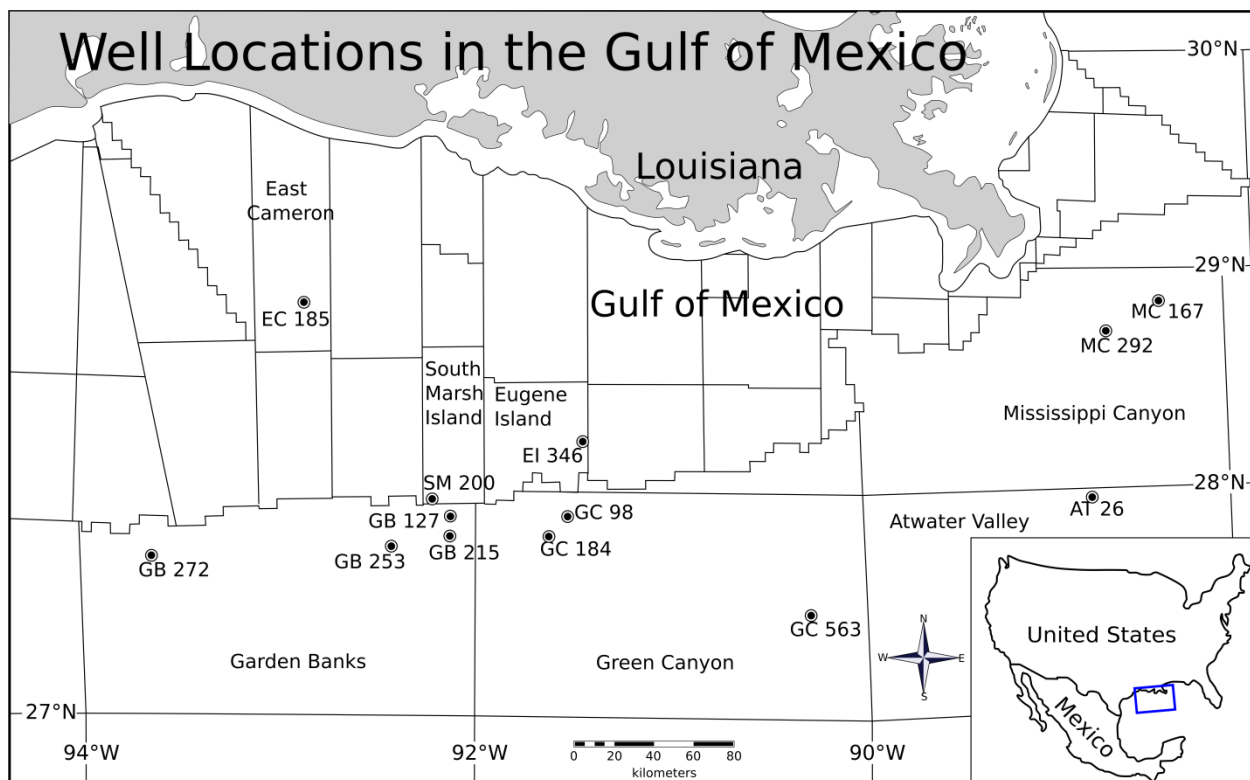 Well Locations in the Gulf of Mexico
30°N
Louisiana
East
Cameron
29°N
Gulf of Mexico
EC 185
MC 167
MC 292
South
Marsh
Island
Eugene
Island
Mississippi Canyon
EI 346
SM 200
28°N
GB 127
GC 98
AT 26
Atwater Valley
GB 272
GB 253
GB 215
GC 184
GC 563
N
W
E
S
United States
Garden Banks
Green Canyon
Mexico
27°N
94°W
92°W
90°W
0 20 40 60 80
kilometers